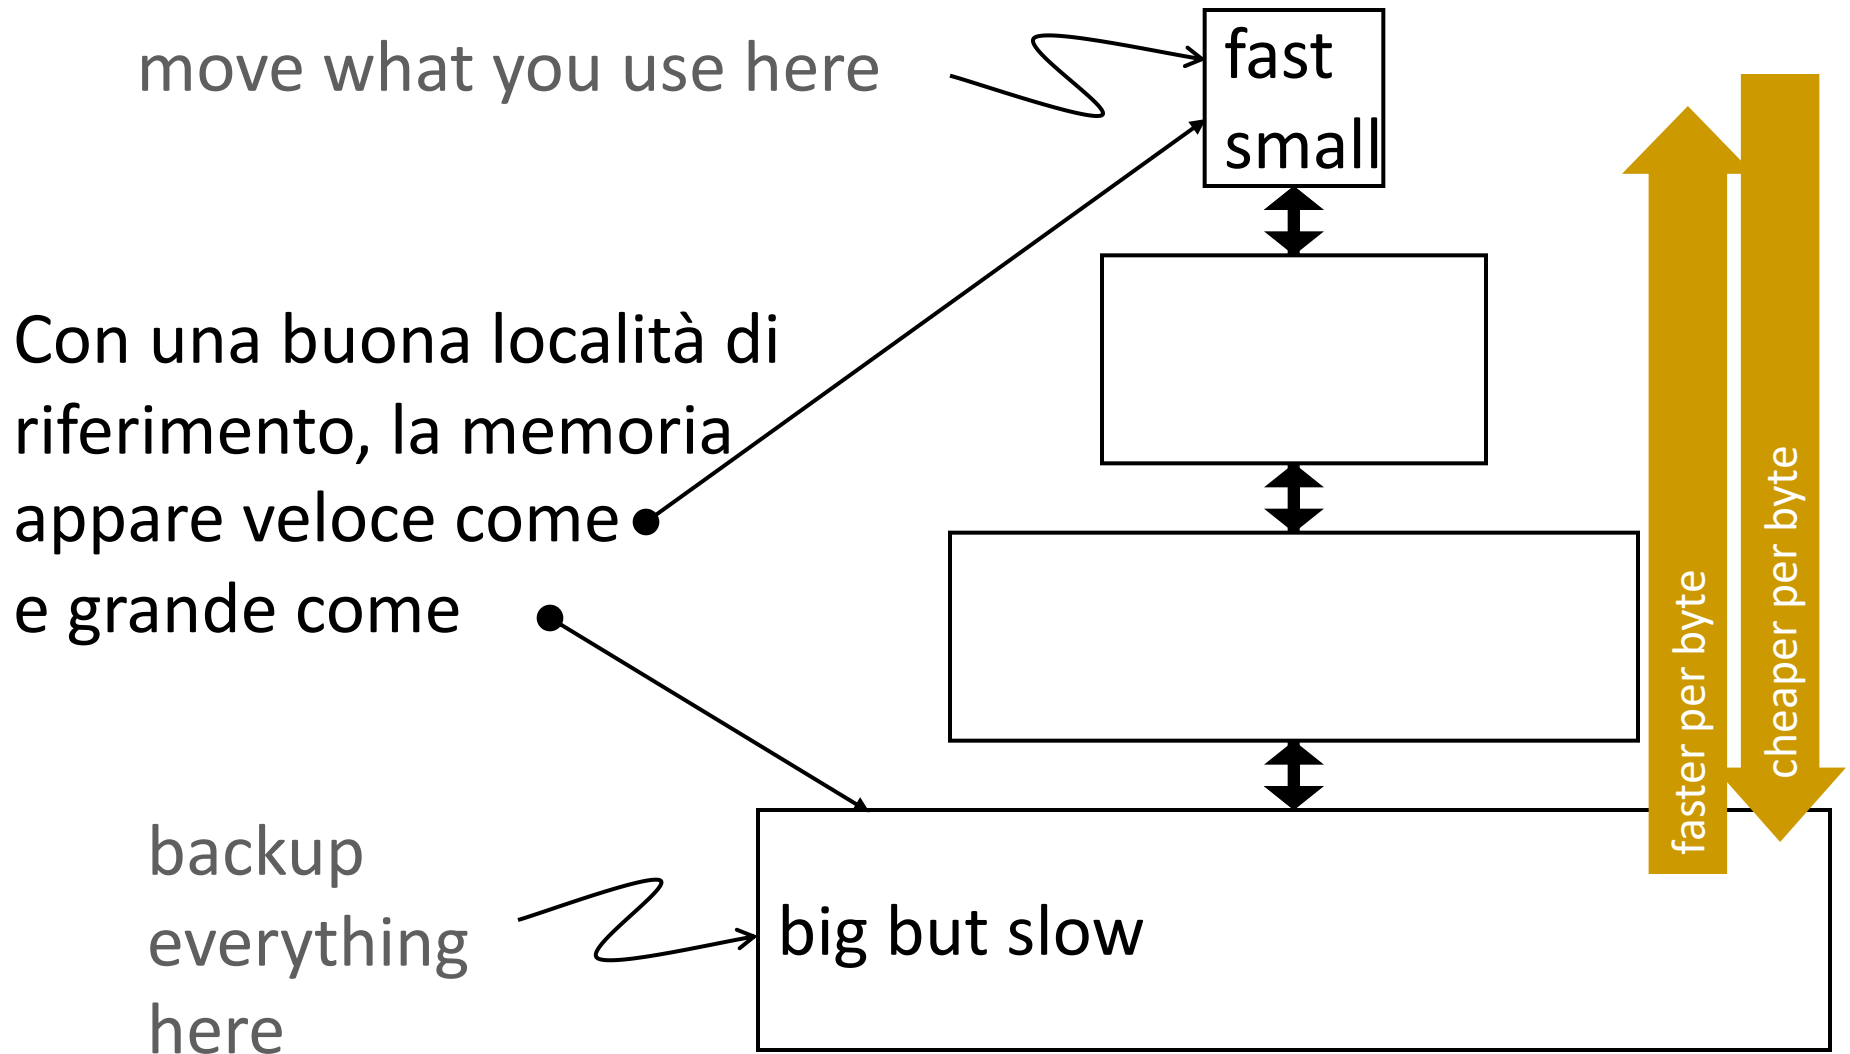 move what you use here
fast
small
Con una buona località di
riferimento, la memoria
appare veloce come
e grande come
faster per byte
cheaper per byte
backup
everything
here
big but slow